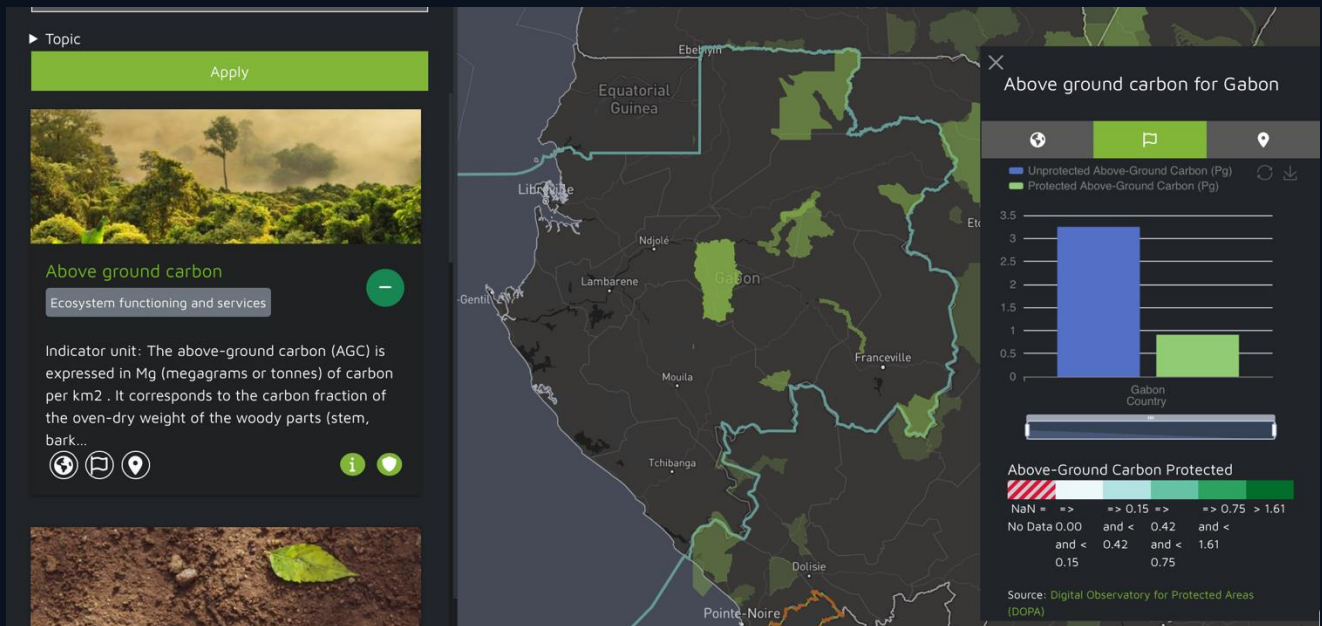 Topic
Apply
Above ground carbon
Ecosystem functioning and services
Indicator unit: The above-ground carbon (AGC) is
expressed in Mg (megagrams or tonnes) of carbon
per km2 . It corresponds to the carbon fraction of
the oven-dry weight of the woody parts (stem,
bark...
Ebebiyin
Equatorial
Guinea
Libreville
Ndjolé
Lambarene
Gabon
-Gentil
Franceville
Mouila
Tchibanga
Dolisie
Pointe-Noire
Above ground carbon for Gabon
Unprotected Above-Ground Carbon (Pg)
Protected Above-Ground Carbon (Pg)
3.5
3
2.5
2
1.5
1
0.5
0
Gabon
Country
Above-Ground Carbon Protected
NaN = => => 0.15 => => 0.75 > 1.61
No Data 0.00 and < 0.42 and <
and < 0.42 and < 1.61
0.15 0.75
Source: Digital Observatory for Protected Areas
(DOPA)